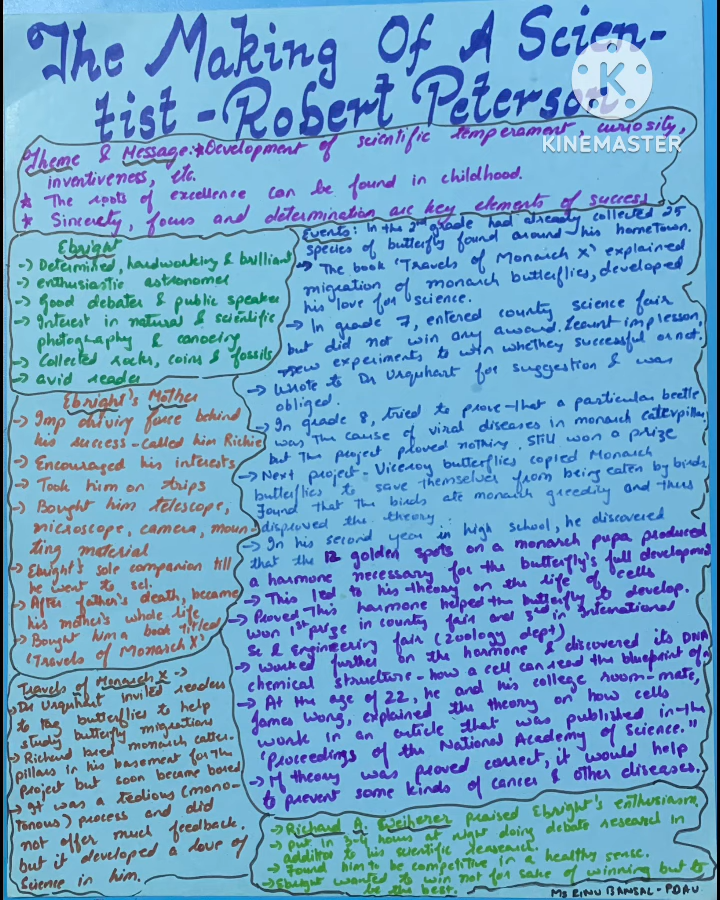 The Making Of A Scien-
tist - Robert Peterson
K
KINEMASTER
Theme & Message:* Development of scientific temperament, curiosity,
inventiveness, etc.
* The roots of excellence can be found in childhood.
* Sincerity, focus and determination are key elements of success
Ebright
-> Determined, hardworking & brilliant
-> enthusiastic astronomer
-> Good debater & public speaker
-> Interest in natural & scientific
photography & canoeing
-> Collected rocks, coins & fossils
-> avid reader
Ebright's Mother
-> Imp driving force behind
his success - called him Richie
-> Encouraged his interests
-> Took him on trips
-> Bought him telescope,
microscope, camera, moun-
ting material
-> Ebright's sole companion till
he went to scl.
-> After father's death, became
his mother's whole life
-> Bought him a book titled
'Travels of Monarch X'
Travels of Monarch X ->
-> Dr Urquhart invited readers
to tag butterflies to help
study butterfly migrations
-> Richard raised monarch cater-
pillars in his basement for the
project but soon became bored
-> It was a tedious (mono-
tonous) process and did
not offer much feedback.
but it developed a love of
Science in him.
Events: In the 2nd grade had already collected 25
species of butterfly found around his hometown.
-> The book 'Travels of Monarch X' explained
migration of monarch butterflies, developed
his love for science.
-> In grade 7, entered county science fair
but did not win any award. Learnt impression,
new experiments to win whether successful or not.
-> Wrote to Dr Urquhart for suggestion & was
obliged.
-> In grade 8, tried to prove that a particular beetle
was the cause of viral diseases in monarch caterpillar
but the project proved nothing. Still won a prize
-> Next project - Viceroy butterflies copied Monarch
butterflies to save themselves from being eaten by birds.
Found that the birds ate monarch greedily and thus
disproved the theory.
-> In his second year in high school, he discovered
that the 12 golden spots on a monarch pupa produced
a hormone necessary for the butterfly's full development
-> This led to his theory on the life of cells
-> Proved this hormone helped the butterfly to develop.
won 1st prize in county fair and 3rd in International
Sc & Engineering fair (zoology dept)
-> Worked further on the hormone & discovered its DNA
chemical structure - how a cell can read the blueprint of a
-> At the age of 22, he and his college room-mate,
James Wong, explained the theory on how cells
work in an article that was published in the
'Proceedings of the National Academy of Science."
-> If theory was proved correct, it would help
to prevent some kinds of cancer & other diseases.
-> Richard A. Weiherer praised Ebright's enthusiasm,
-> put in 3-4 hours at night doing debate research in
addition to his scientific research.
-> Found him to be competitive in a healthy sense.
-> Ebright wanted to win not for sake of winning but to
be the best.
Ms RINU BANSAL - PDAV